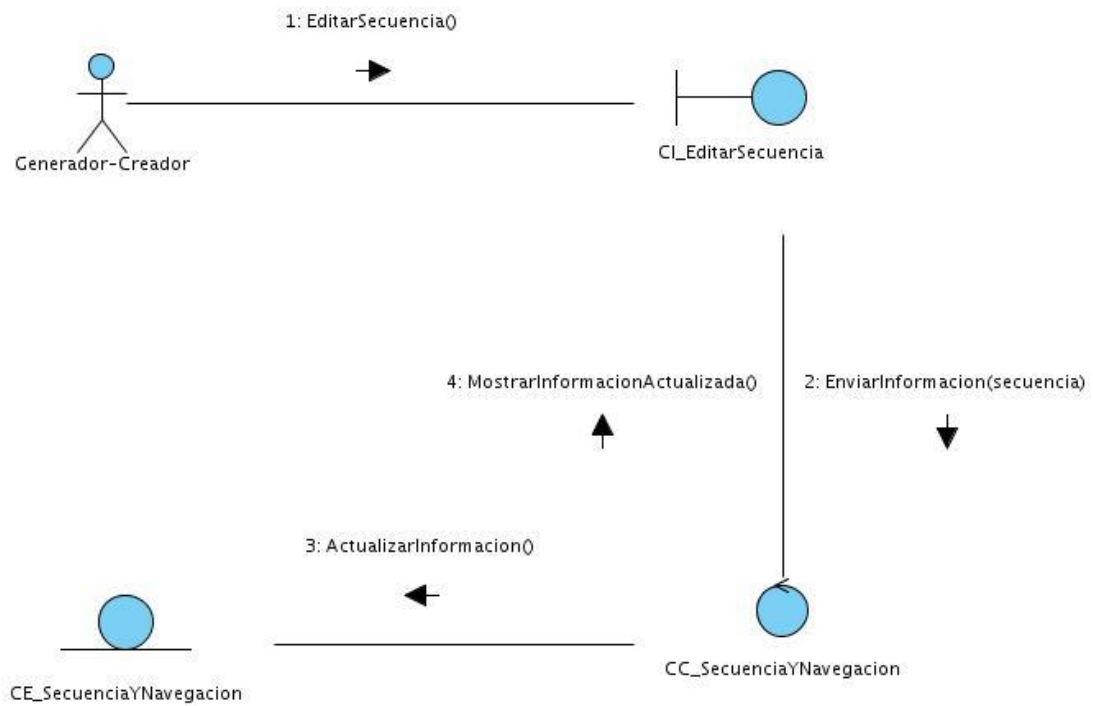 1: EditarSecuencia()
Generador-Creador
CI_EditarSecuencia
4: MostrarInformacionActualizada()
2: EnviarInformacion(secuencia)
3: ActualizarInformacion()
CE_SecuenciaYNavegacion
CC_SecuenciaYNavegacion